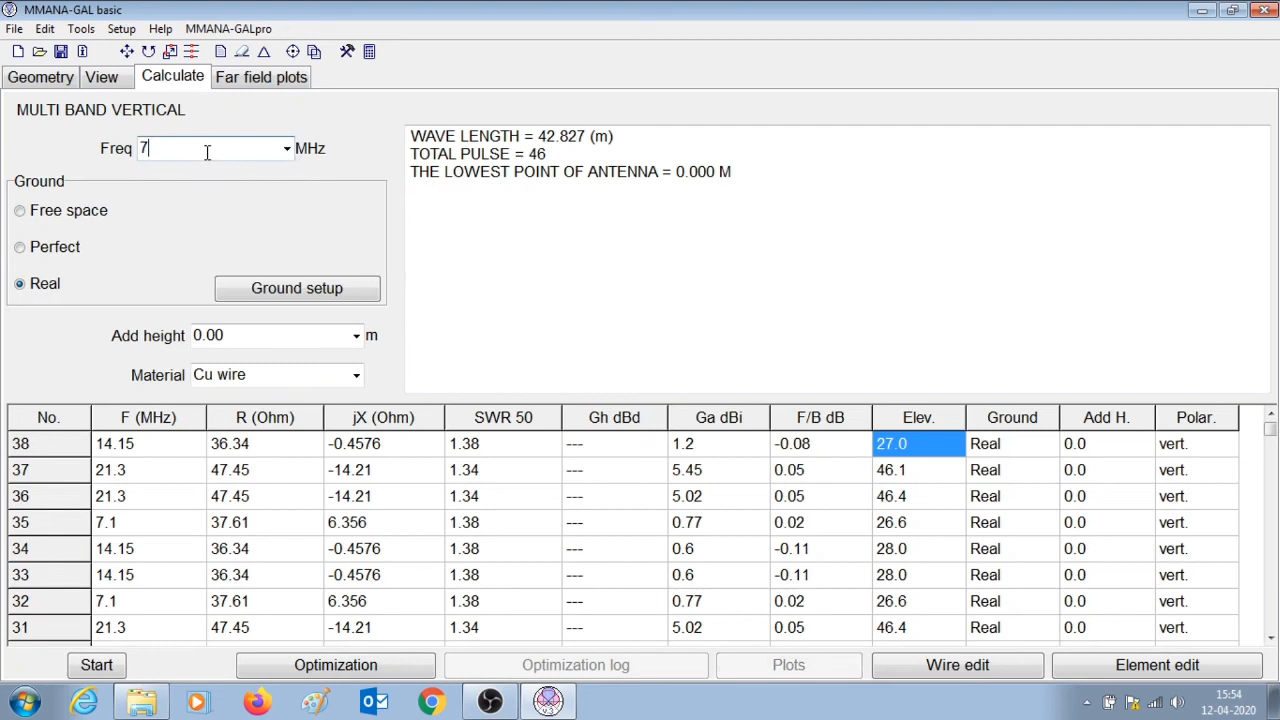 MMANA-GAL basic
File Edit Tools Setup Help MMANA-GALpro
Geometry View Calculate Far field plots
MULTI BAND VERTICAL
Freq 7 MHz
Ground
Free space
Perfect
Real Ground setup
Add height 0.00 m
Material Cu wire
WAVE LENGTH = 42.827 (m)
TOTAL PULSE = 46
THE LOWEST POINT OF ANTENNA = 0.000 M
No. F (MHz) R (Ohm) jX (Ohm) SWR 50 Gh dBd Ga dBi F/B dB Elev. Ground Add H. Polar.
38 14.15 36.34 -0.4576 1.38 --- 1.2 -0.08 27.0 Real 0.0 vert.
37 21.3 47.45 -14.21 1.34 --- 5.45 0.05 46.1 Real 0.0 vert.
36 21.3 47.45 -14.21 1.34 --- 5.02 0.05 46.4 Real 0.0 vert.
35 7.1 37.61 6.356 1.38 --- 0.77 0.02 26.6 Real 0.0 vert.
34 14.15 36.34 -0.4576 1.38 --- 0.6 -0.11 28.0 Real 0.0 vert.
33 14.15 36.34 -0.4576 1.38 --- 0.6 -0.11 28.0 Real 0.0 vert.
32 7.1 37.61 6.356 1.38 --- 0.77 0.02 26.6 Real 0.0 vert.
31 21.3 47.45 -14.21 1.34 --- 5.02 0.05 46.4 Real 0.0 vert.
Start Optimization Optimization log Plots Wire edit Element edit
15:54
12-04-2020